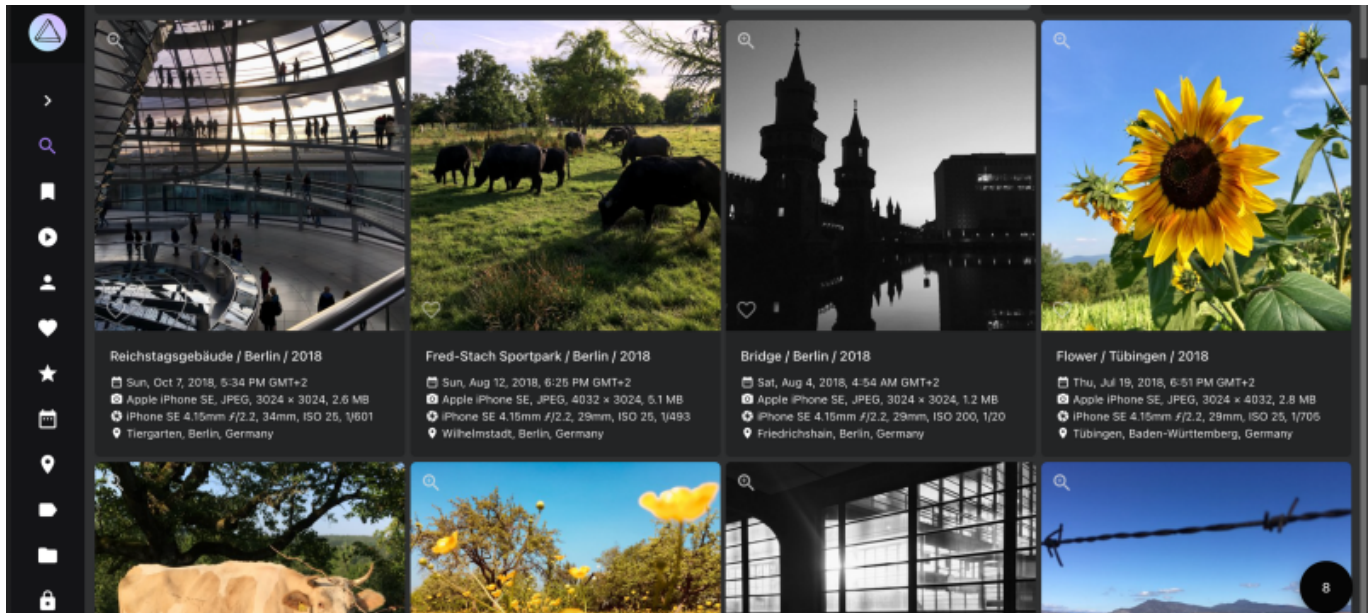 Reichstagsgebäude / Berlin / 2018
Sun, Oct 7, 2018, 5:34 PM GMT+2
Apple iPhone SE, JPEG, 3024 × 3024, 2.6 MB
iPhone SE 4.15mm ƒ/2.2, 34mm, ISO 25, 1/601
Tiergarten, Berlin, Germany
Fred-Stach Sportpark / Berlin / 2018
Sun, Aug 12, 2018, 6:25 PM GMT+2
Apple iPhone SE, JPEG, 4032 × 3024, 5.1 MB
iPhone SE 4.15mm ƒ/2.2, 29mm, ISO 25, 1/493
Wilhelmstadt, Berlin, Germany
Bridge / Berlin / 2018
Sat, Aug 4, 2018, 4:54 AM GMT+2
Apple iPhone SE, JPEG, 3024 × 3024, 1.2 MB
iPhone SE 4.15mm ƒ/2.2, 29mm, ISO 200, 1/20
Friedrichshain, Berlin, Germany
Flower / Tübingen / 2018
Thu, Jul 19, 2018, 6:51 PM GMT+2
Apple iPhone SE, JPEG, 3024 × 4032, 2.8 MB
iPhone SE 4.15mm ƒ/2.2, 29mm, ISO 25, 1/705
Tübingen, Baden-Württemberg, Germany
8